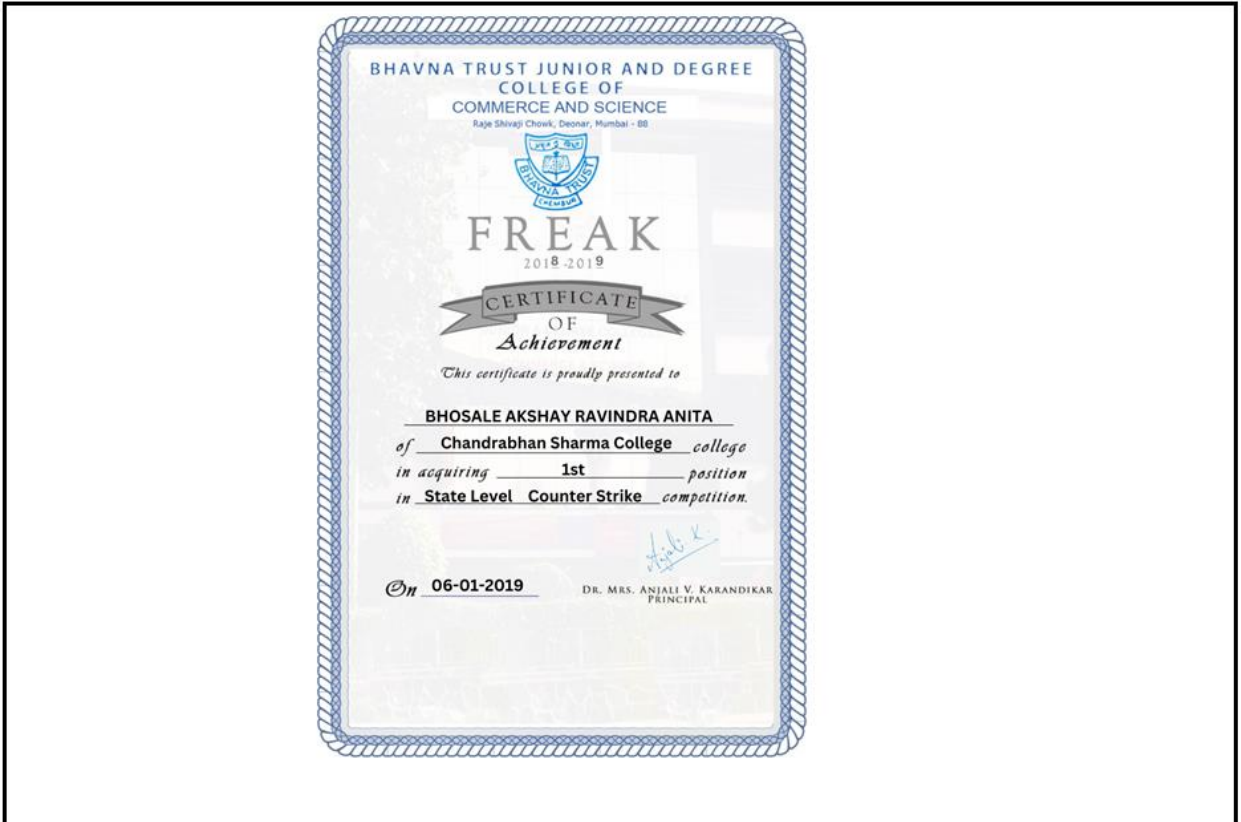 BHAVNA TRUST JUNIOR AND DEGREE
COLLEGE OF
COMMERCE AND SCIENCE
Raje Shivaji Chowk, Deonar, Mumbai - 88
BHAVNA TRUST
CHEMBUR
FREAK
2018-2019
CERTIFICATE
OF
Achievement
This certificate is proudly presented to
BHOSALE AKSHAY RAVINDRA ANITA
of Chandrabhan Sharma College college
in acquiring 1st position
in State Level Counter Strike competition.
Anjali K.
On 06-01-2019
DR. MRS. ANJALI V. KARANDIKAR
PRINCIPAL